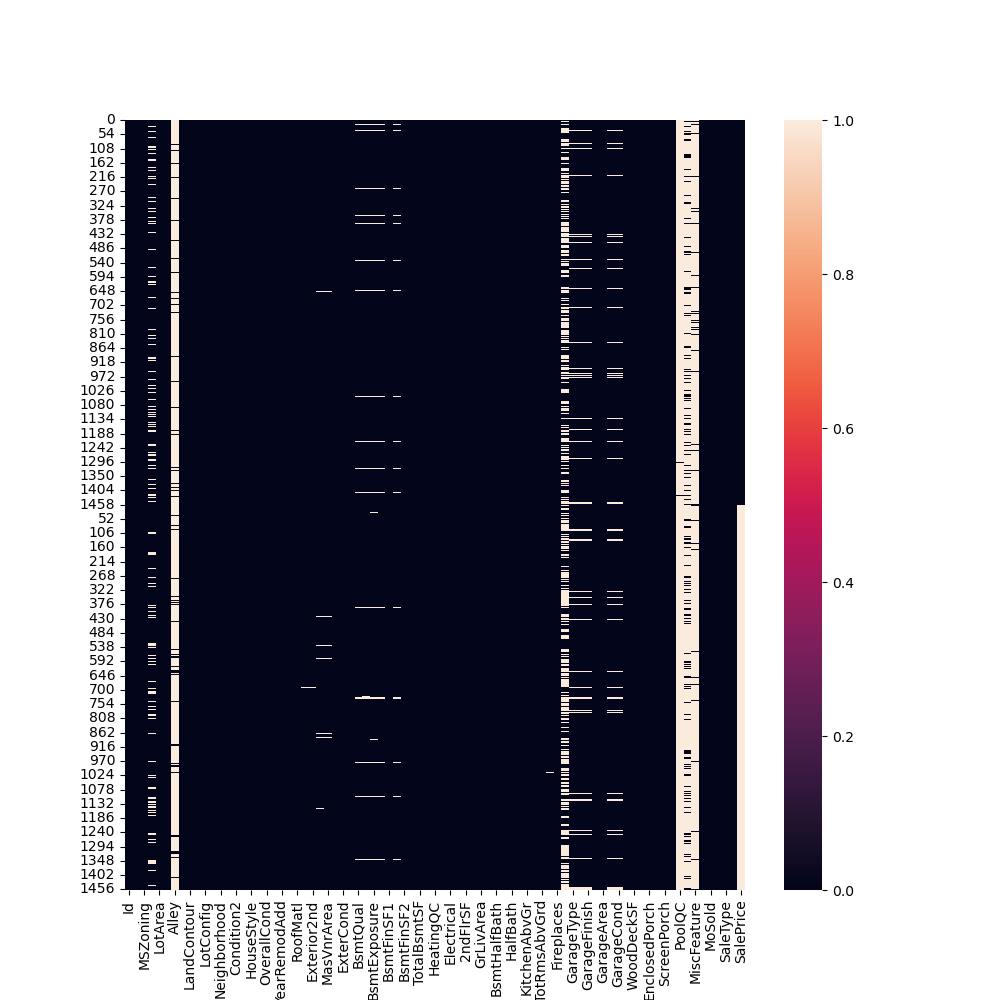 0
54
108
162
216
270
324
378
432
486
540
594
648
702
756
810
864
918
972
1026
1080
1134
1188
1242
1296
1350
1404
1458
52
106
160
214
268
322
376
430
484
538
592
646
700
754
808
862
916
970
1024
1078
1132
1186
1240
1294
1348
1402
1456
Id
MSZoning
LotArea
Alley
LandContour
LotConfig
Neighborhood
Condition2
HouseStyle
OverallCond
earRemodAdd
RoofMatl
Exterior2nd
MasVnrArea
ExterCond
BsmtQual
BsmtExposure
BsmtFinSF1
BsmtFinSF2
TotalBsmtSF
HeatingQC
Electrical
2ndFlrSF
GrLivArea
BsmtHalfBath
HalfBath
KitchenAbvGr
TotRmsAbvGrd
Fireplaces
GarageType
GarageFinish
GarageArea
GarageCond
WoodDeckSF
EnclosedPorch
ScreenPorch
PoolQC
MiscFeature
MoSold
SaleType
SalePrice
1.0
0.8
0.6
0.4
0.2
0.0